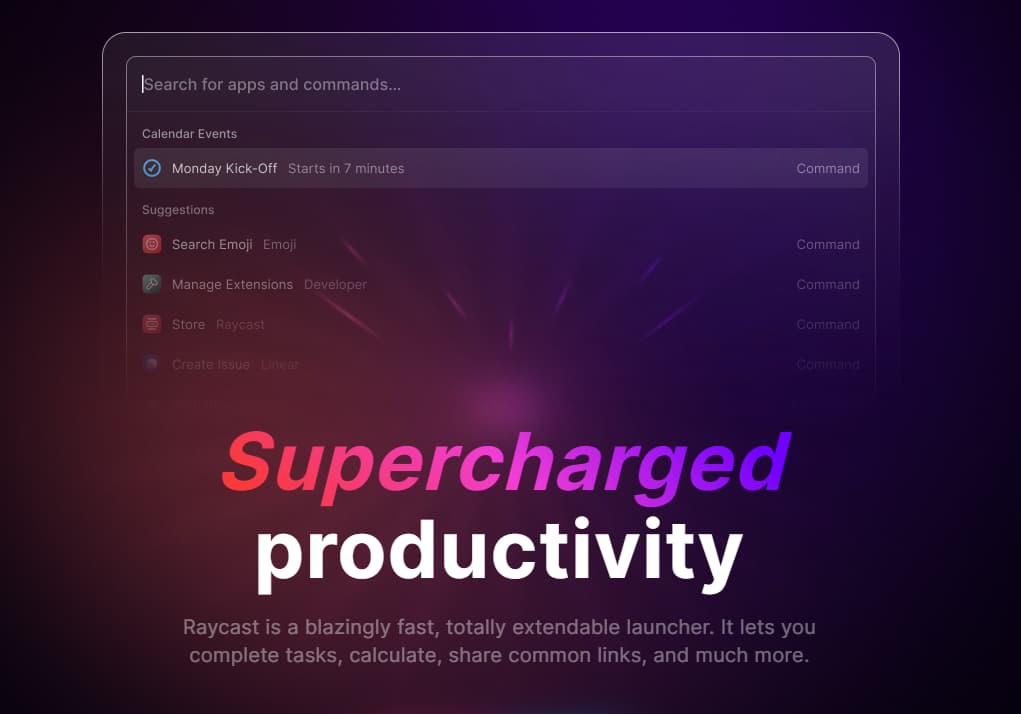 Search for apps and commands...
Calendar Events
Monday Kick-Off Starts in 7 minutes Command
Suggestions
Search Emoji Emoji Command
Manage Extensions Developer Command
Store Raycast Command
Create Issue Linear Command
Supercharged
productivity
Raycast is a blazingly fast, totally extendable launcher. It lets you
complete tasks, calculate, share common links, and much more.